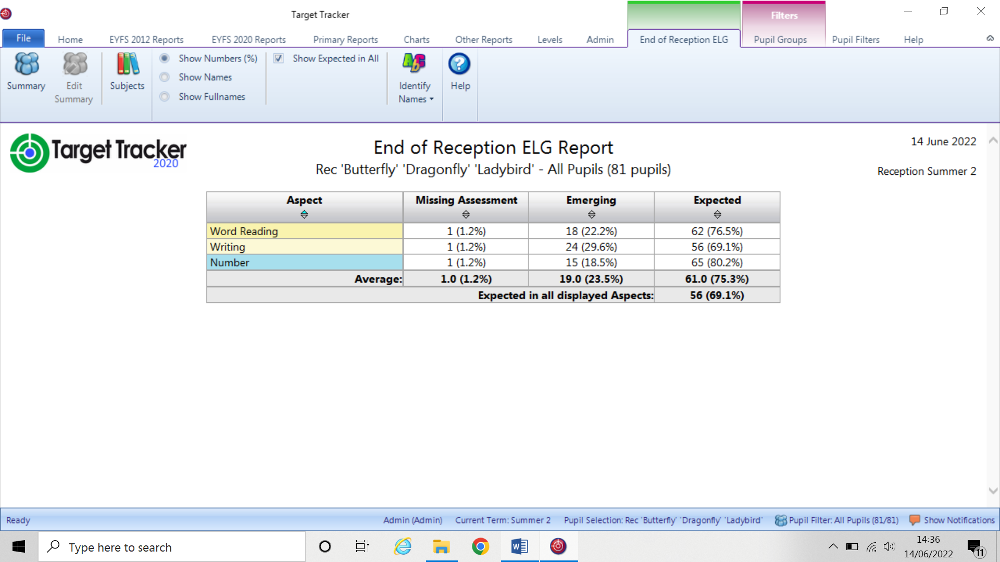 Target Tracker
Filters
File Home EYFS 2012 Reports EYFS 2020 Reports Primary Reports Charts Other Reports Levels Admin End of Reception ELG Pupil Groups Pupil Filters Help
Summary
Edit Summary
Subjects
Show Numbers (%)
Show Names
Show Fullnames
Show Expected in All
Identify Names
Help
Target Tracker
2020
End of Reception ELG Report
Rec 'Butterfly' 'Dragonfly' 'Ladybird' - All Pupils (81 pupils)
14 June 2022
Reception Summer 2
Aspect Missing Assessment Emerging Expected
Word Reading 1 (1.2%) 18 (22.2%) 62 (76.5%)
Writing 1 (1.2%) 24 (29.6%) 56 (69.1%)
Number 1 (1.2%) 15 (18.5%) 65 (80.2%)
Average: 1.0 (1.2%) 19.0 (23.5%) 61.0 (75.3%)
Expected in all displayed Aspects: 56 (69.1%)
Ready Admin (Admin) Current Term: Summer 2 Pupil Selection: Rec 'Butterfly' 'Dragonfly' 'Ladybird' Pupil Filter: All Pupils (81/81) Show Notifications
Type here to search
14:36
14/06/2022
11